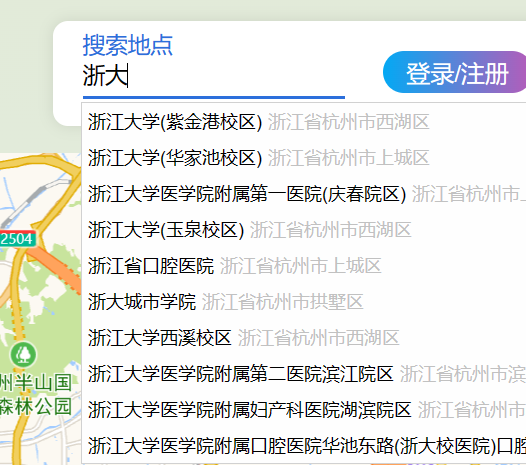 搜索地点
浙大
登录/注册
浙江大学(紫金港校区) 浙江省杭州市西湖区
浙江大学(华家池校区) 浙江省杭州市上城区
浙江大学医学院附属第一医院(庆春院区) 浙江省杭州市上
浙江大学(玉泉校区) 浙江省杭州市西湖区
2504
浙江省口腔医院 浙江省杭州市上城区
浙大城市学院 浙江省杭州市拱墅区
浙江大学西溪校区 浙江省杭州市西湖区
浙江大学医学院附属第二医院滨江院区 浙江省杭州市滨
州半山国
森林公园
浙江大学医学院附属妇产科医院湖滨院区 浙江省杭州市
浙江大学医学院附属口腔医院华池东路(浙大校医院)口腔